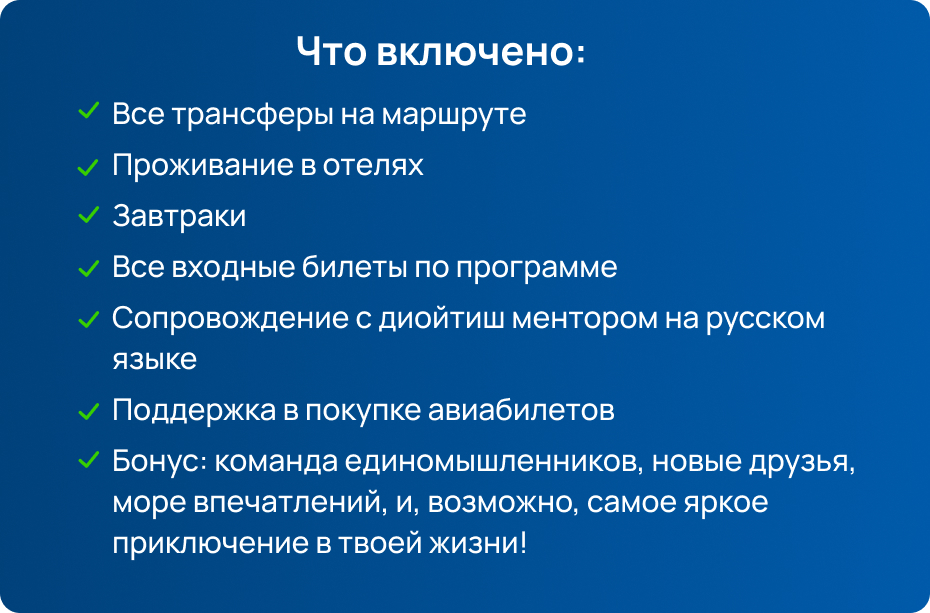 Что включено:
Все трансферы на маршруте
Проживание в отелях
Завтраки
Все входные билеты по программе
Сопровождение с диойтиш ментором на русском
языке
Поддержка в покупке авиабилетов
Бонус: команда единомышленников, новые друзья,
море впечатлений, и, возможно, самое яркое
приключение в твоей жизни!